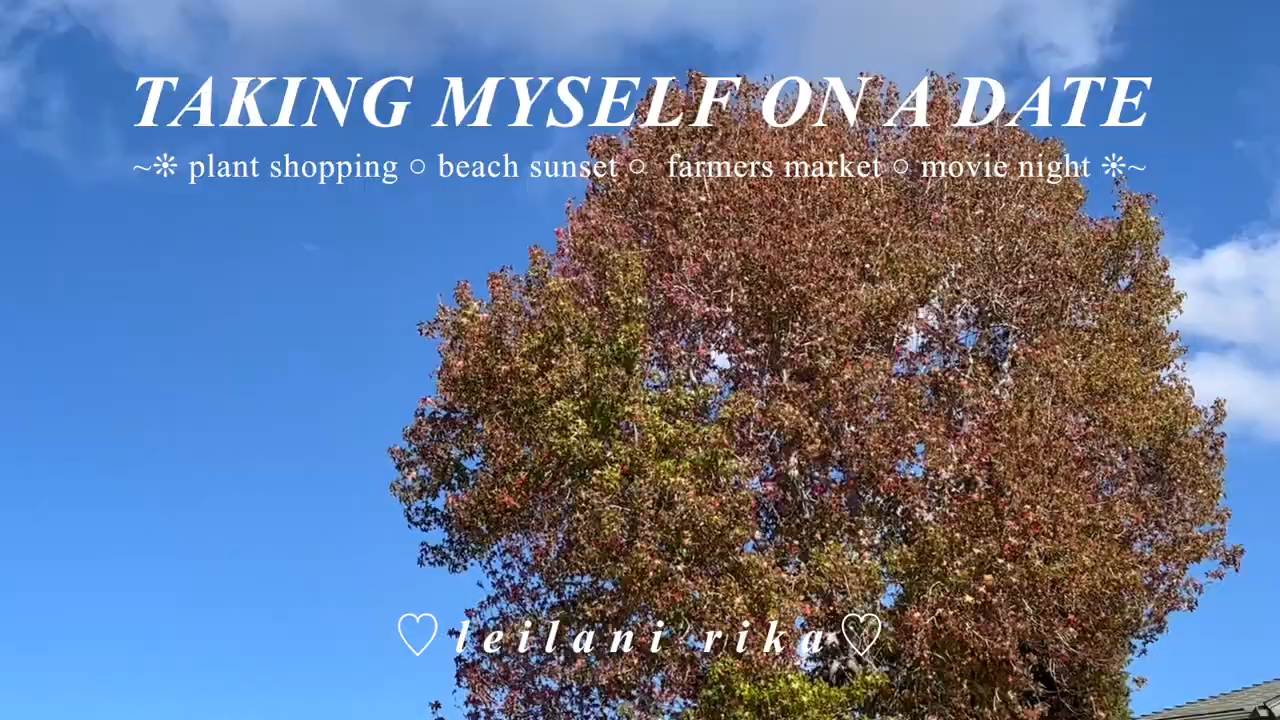 TAKING MYSELF ON A DATE
~❊ plant shopping ○ beach sunset ○ farmers market ○ movie night ❊~
♡ leilani rika ♡